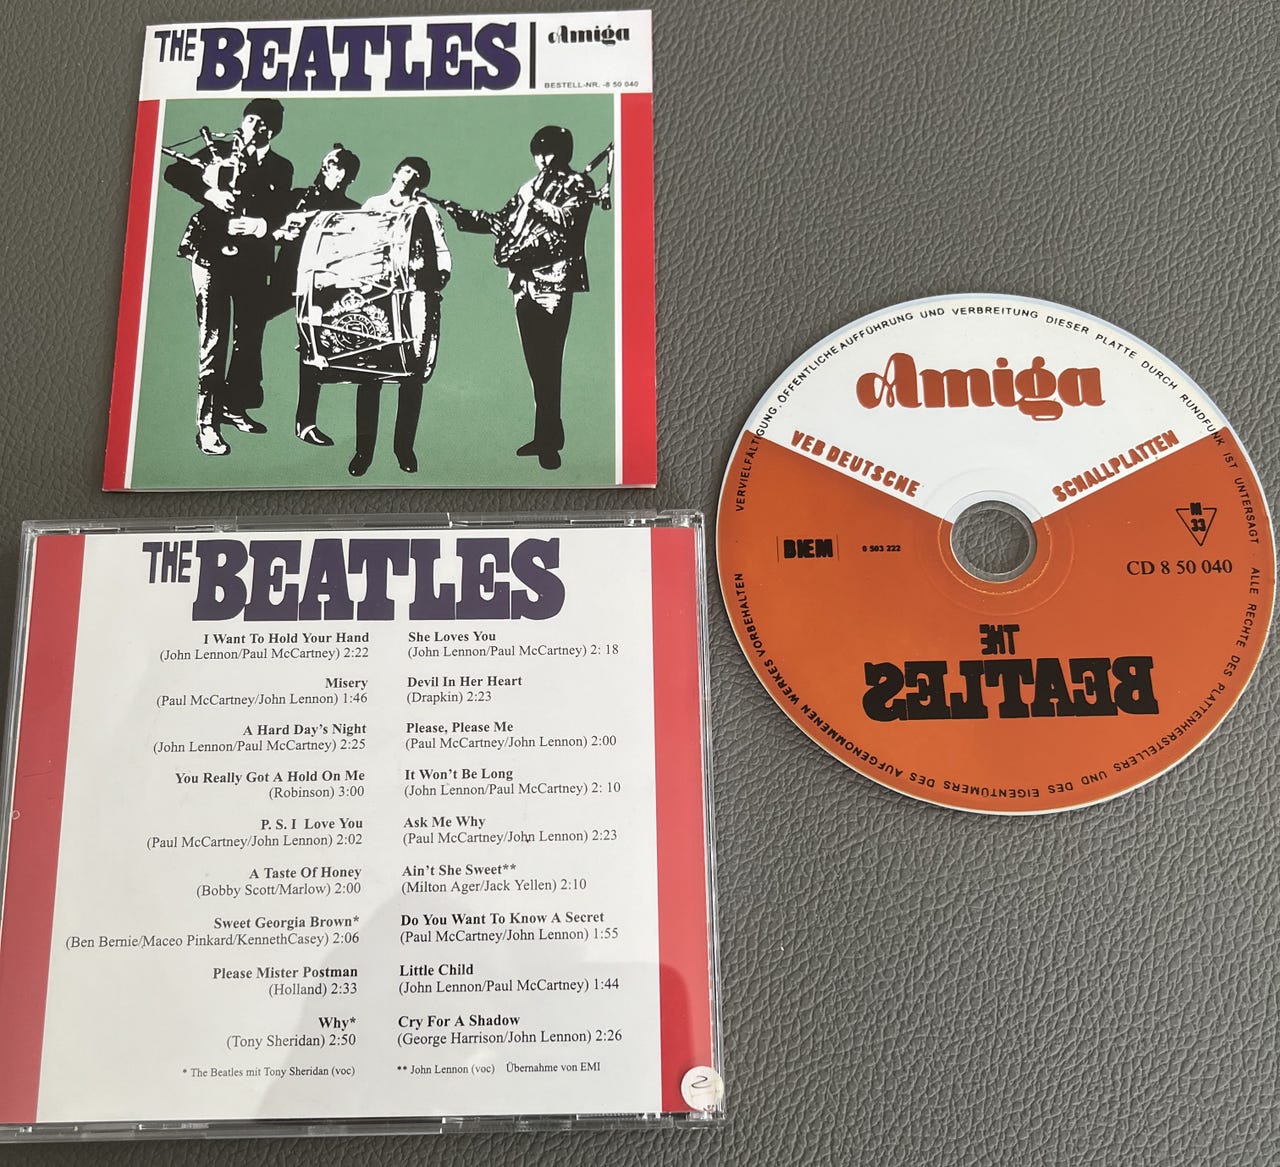 THE BEATLES Amiga
BESTELL-NR. -8 50 040
THE BEATLES
I Want To Hold Your Hand
(John Lennon/Paul McCartney) 2:22
Misery
(Paul McCartney/John Lennon) 1:46
A Hard Day's Night
(John Lennon/Paul McCartney) 2:25
You Really Got A Hold On Me
(Robinson) 3:00
P. S. I Love You
(Paul McCartney/John Lennon) 2:02
A Taste Of Honey
(Bobby Scott/Marlow) 2:00
Sweet Georgia Brown*
(Ben Bernie/Maceo Pinkard/KennethCasey) 2:06
Please Mister Postman
(Holland) 2:33
Why*
(Tony Sheridan) 2:50
* The Beatles mit Tony Sheridan (voc)
She Loves You
(John Lennon/Paul McCartney) 2: 18
Devil In Her Heart
(Drapkin) 2:23
Please, Please Me
(Paul McCartney/John Lennon) 2:00
It Won't Be Long
(John Lennon/Paul McCartney) 2: 10
Ask Me Why
(Paul McCartney/John Lennon) 2:23
Ain't She Sweet**
(Milton Ager/Jack Yellen) 2:10
Do You Want To Know A Secret
(Paul McCartney/John Lennon) 1:55
Little Child
(John Lennon/Paul McCartney) 1:44
Cry For A Shadow
(George Harrison/John Lennon) 2:26
** John Lennon (voc) Übernahme von EMI
VERVIELFÄLTIGUNG, ÖFFENTLICHE AUFFÜHRUNG UND VERBREITUNG DIESER PLATTE DURCH RUNDFUNK IST UNTERSAGT · ALLE RECHTE DES PLATTENHERSTELLERS UND DES EIGENTÜMERS DES AUFGENOMMENEN WERKES VORBEHALTEN
Amiga
VEB DEUTSCHE SCHALLPLATTEN
BIEM
0 503 222
M
33
CD 8 50 040
THE
BEATLES